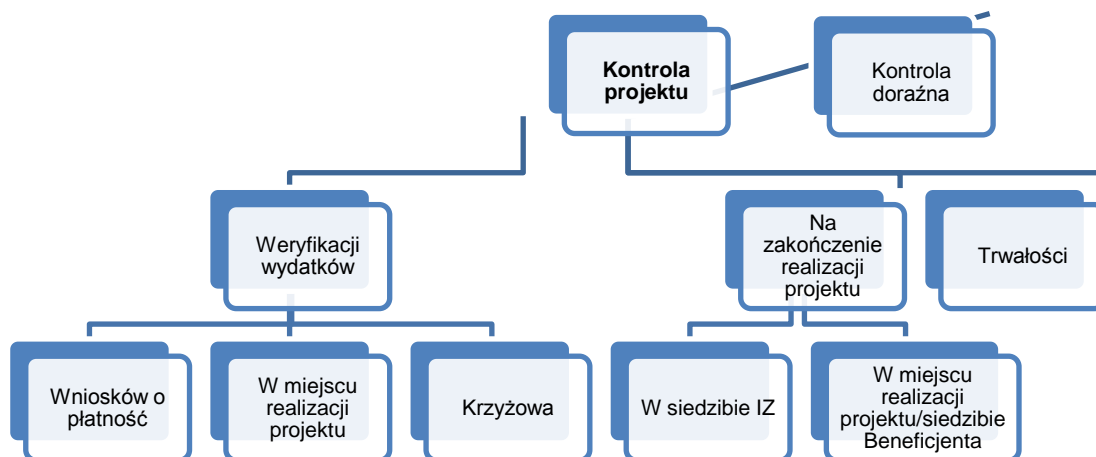 Kontrola
projektu
Kontrola
doraźna
Weryfikacji
wydatków
Na
zakończenie
realizacji
projektu
Trwałości
Wniosków o
płatność
W miejscu
realizacji
projektu
Krzyżowa
W siedzibie IZ
W miejscu
realizacji
projektu/siedzibie
Beneficjenta